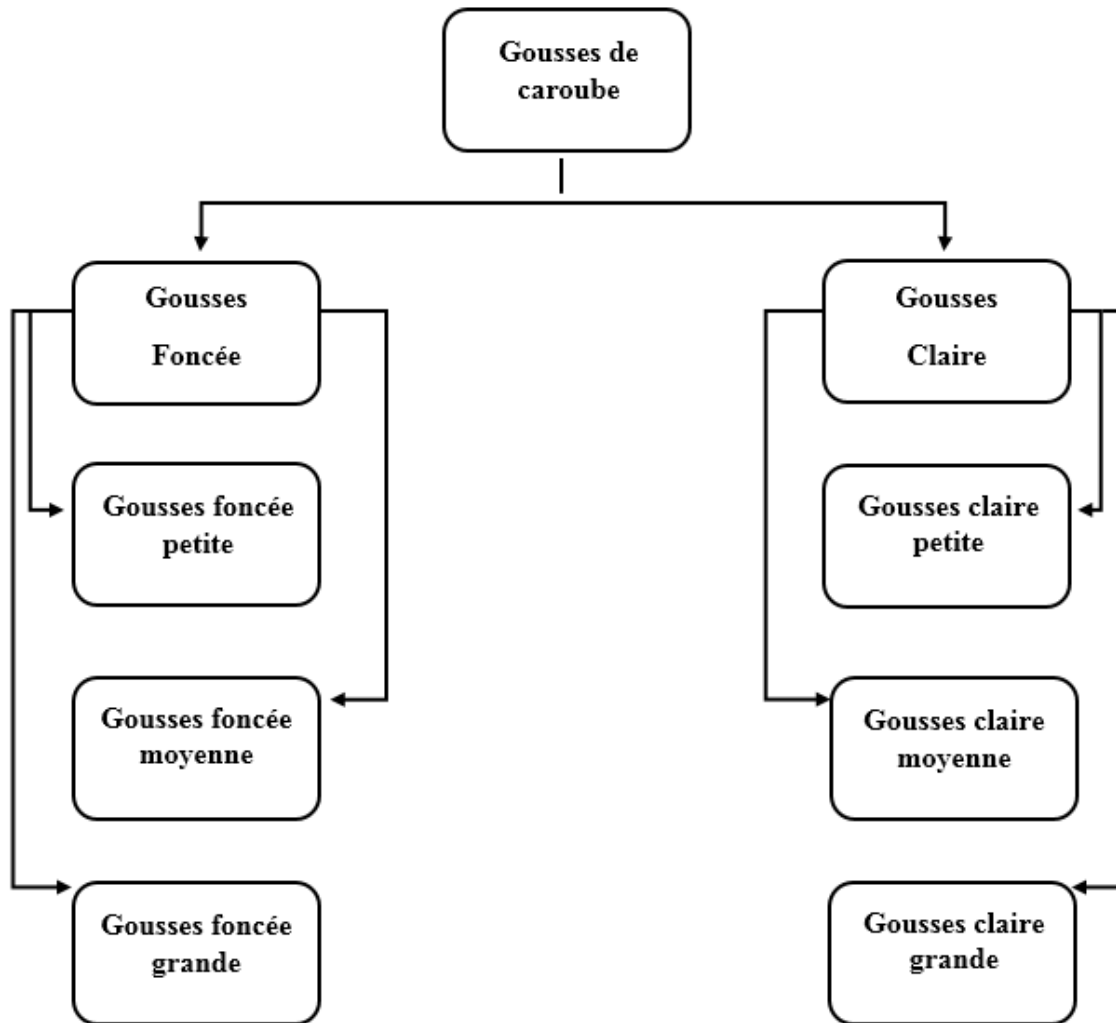 Gousses de
caroube
Gousses
Foncée
Gousses
Claire
Gousses foncée
petite
Gousses claire
petite
Gousses foncée
moyenne
Gousses claire
moyenne
Gousses foncée
grande
Gousses claire
grande